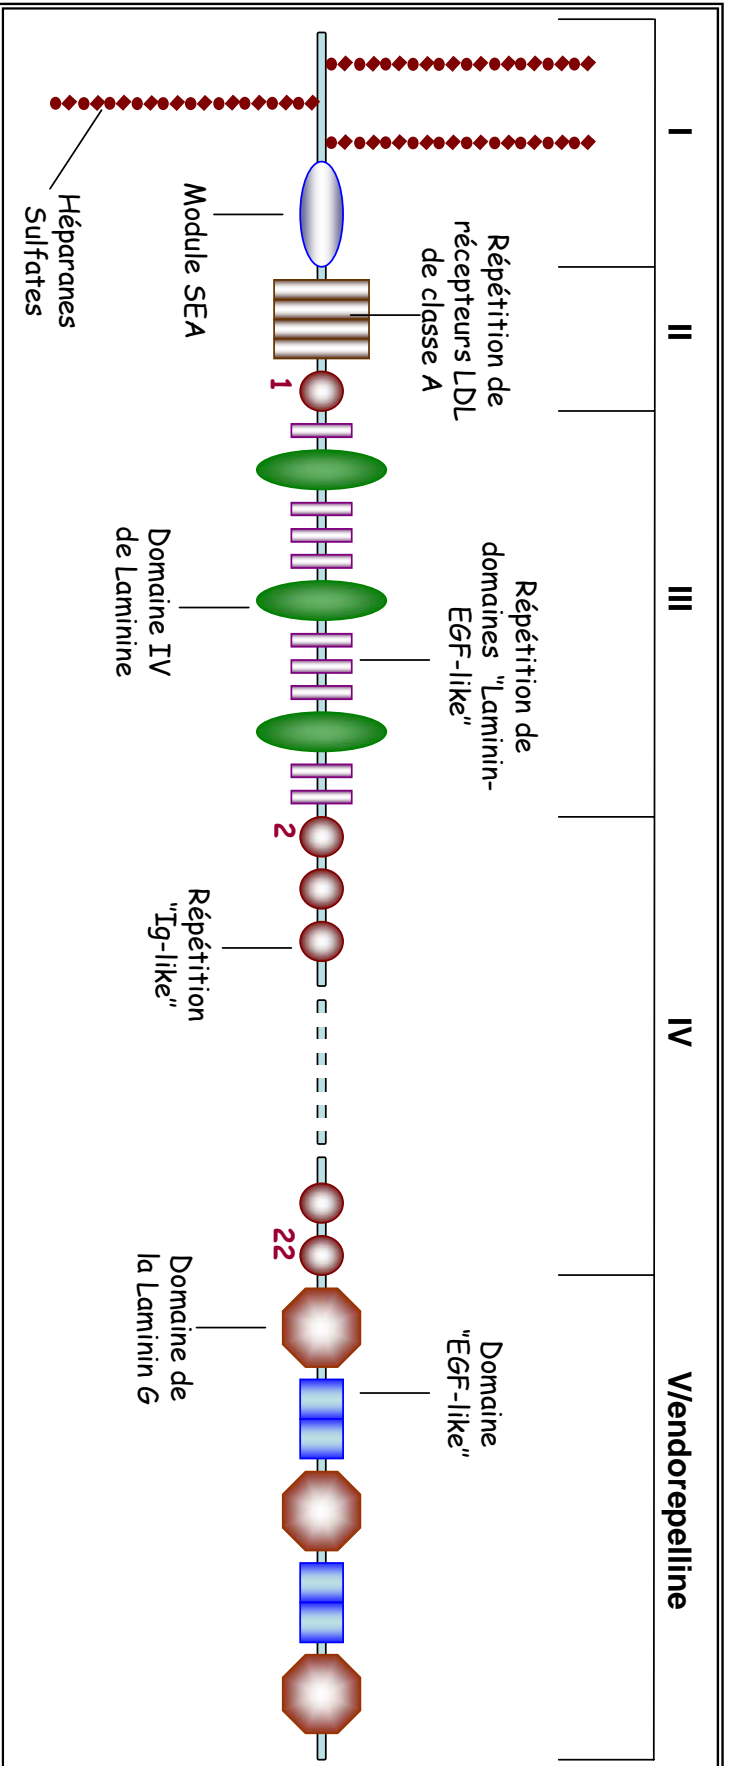 I
II
III
IV
V/endorepelline
Répétition de
récepteurs LDL
de classe A
Répétition de
domaines "Laminin-
EGF-like"
Domaine
"EGF-like"
1
2
22
Héparanes
Sulfates
Module SEA
Domaine IV
de Laminine
Répétition
"Ig-like"
Domaine de
la Laminin G